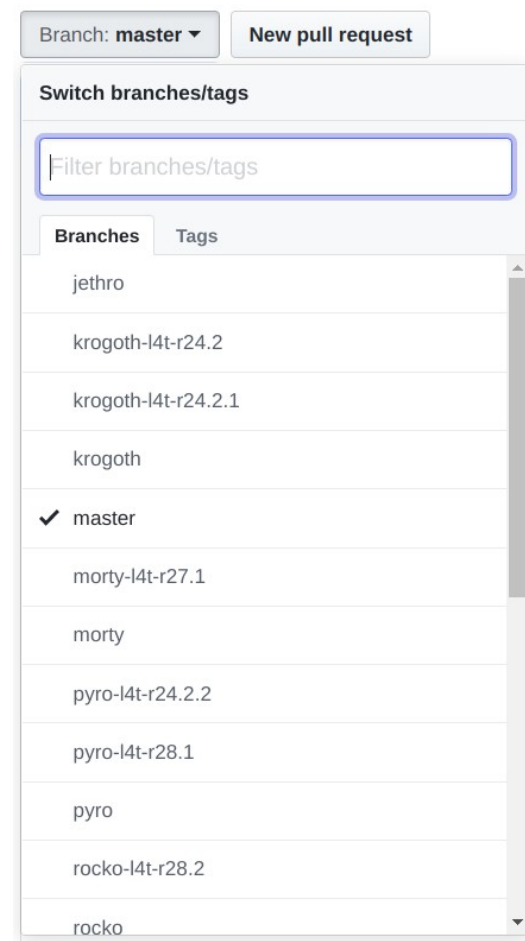 Branch: master New pull request
Switch branches/tags
Filter branches/tags
Branches Tags
jethro
krogoth-l4t-r24.2
krogoth-l4t-r24.2.1
krogoth
master
morty-l4t-r27.1
morty
pyro-l4t-r24.2.2
pyro-l4t-r28.1
pyro
rocko-l4t-r28.2
rocko